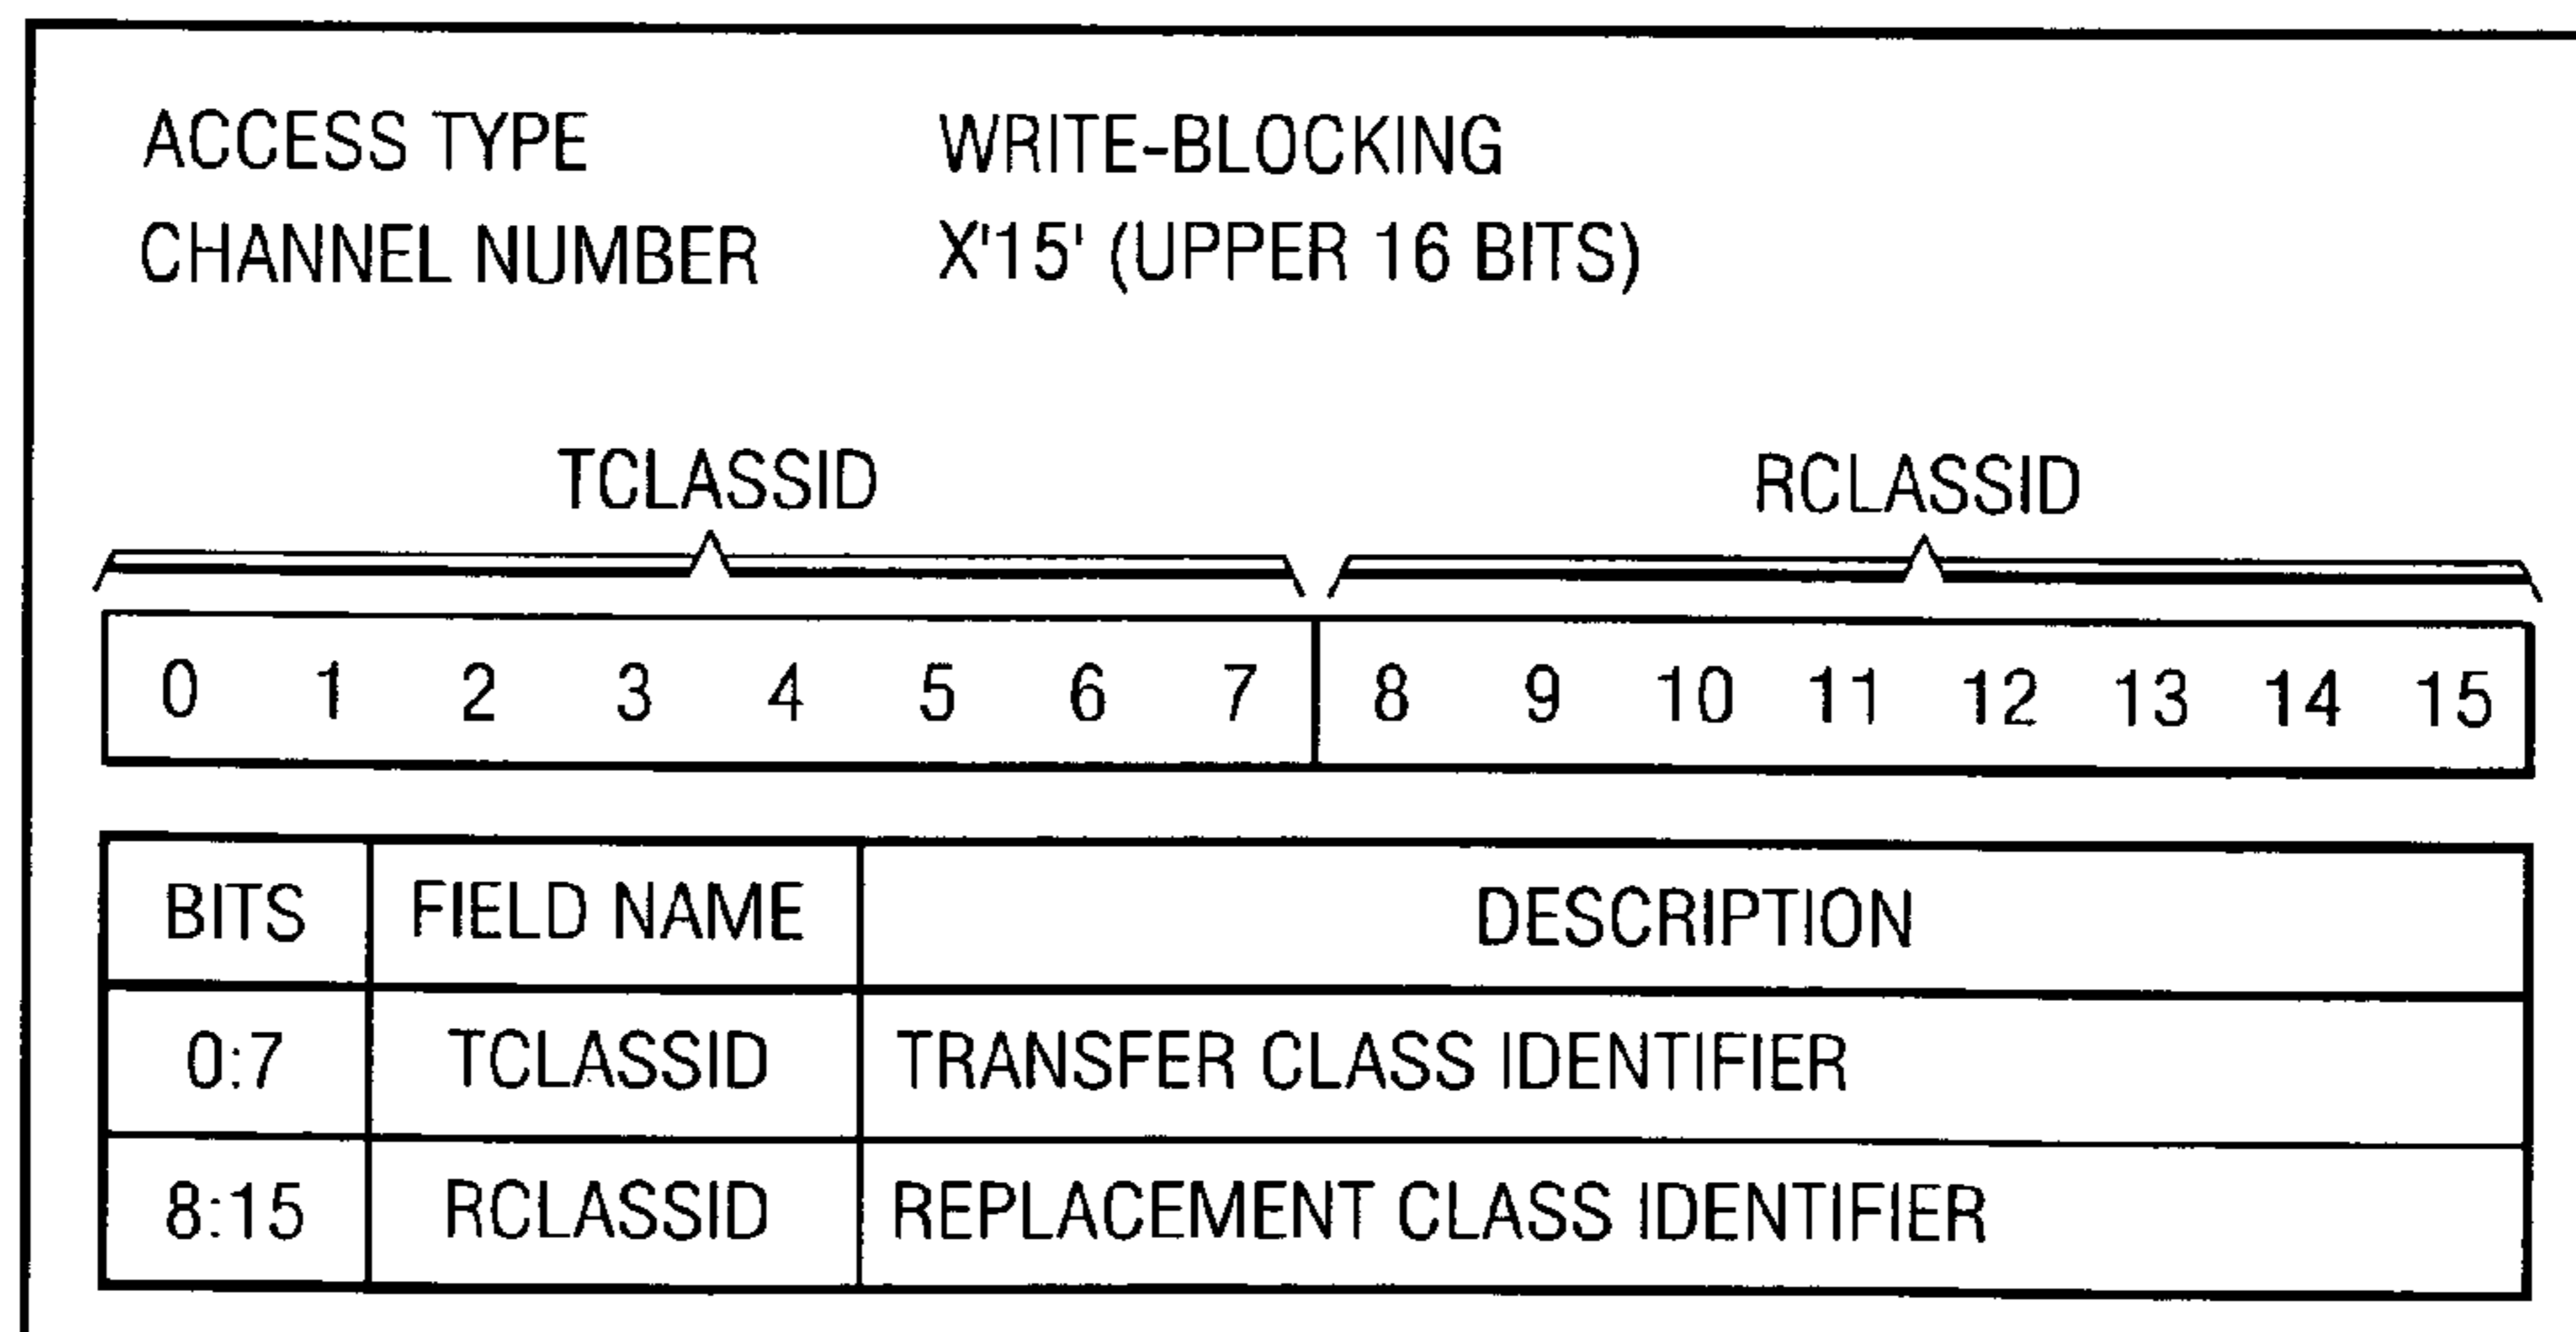 ACCESS TYPE WRITE-BLOCKING
CHANNEL NUMBER X'15' (UPPER 16 BITS)
TCLASSID RCLASSID
0 1 2 3 4 5 6 7 8 9 10 11 12 13 14 15
BITS FIELD NAME DESCRIPTION
0:7 TCLASSID TRANSFER CLASS IDENTIFIER
8:15 RCLASSID REPLACEMENT CLASS IDENTIFIER